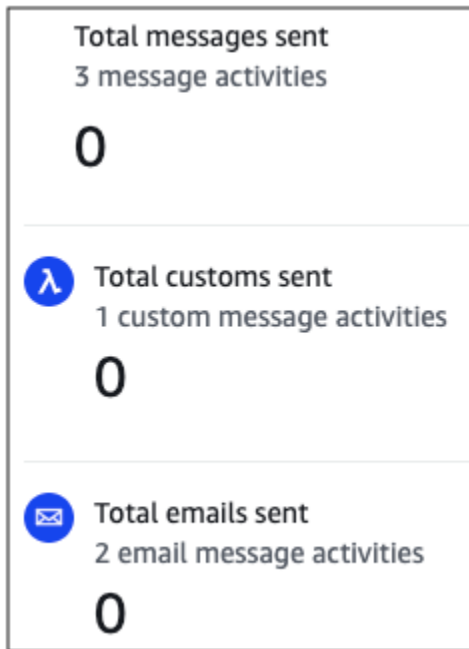 Total messages sent
3 message activities
0
λ
Total customs sent
1 custom message activities
0
Total emails sent
2 email message activities
0